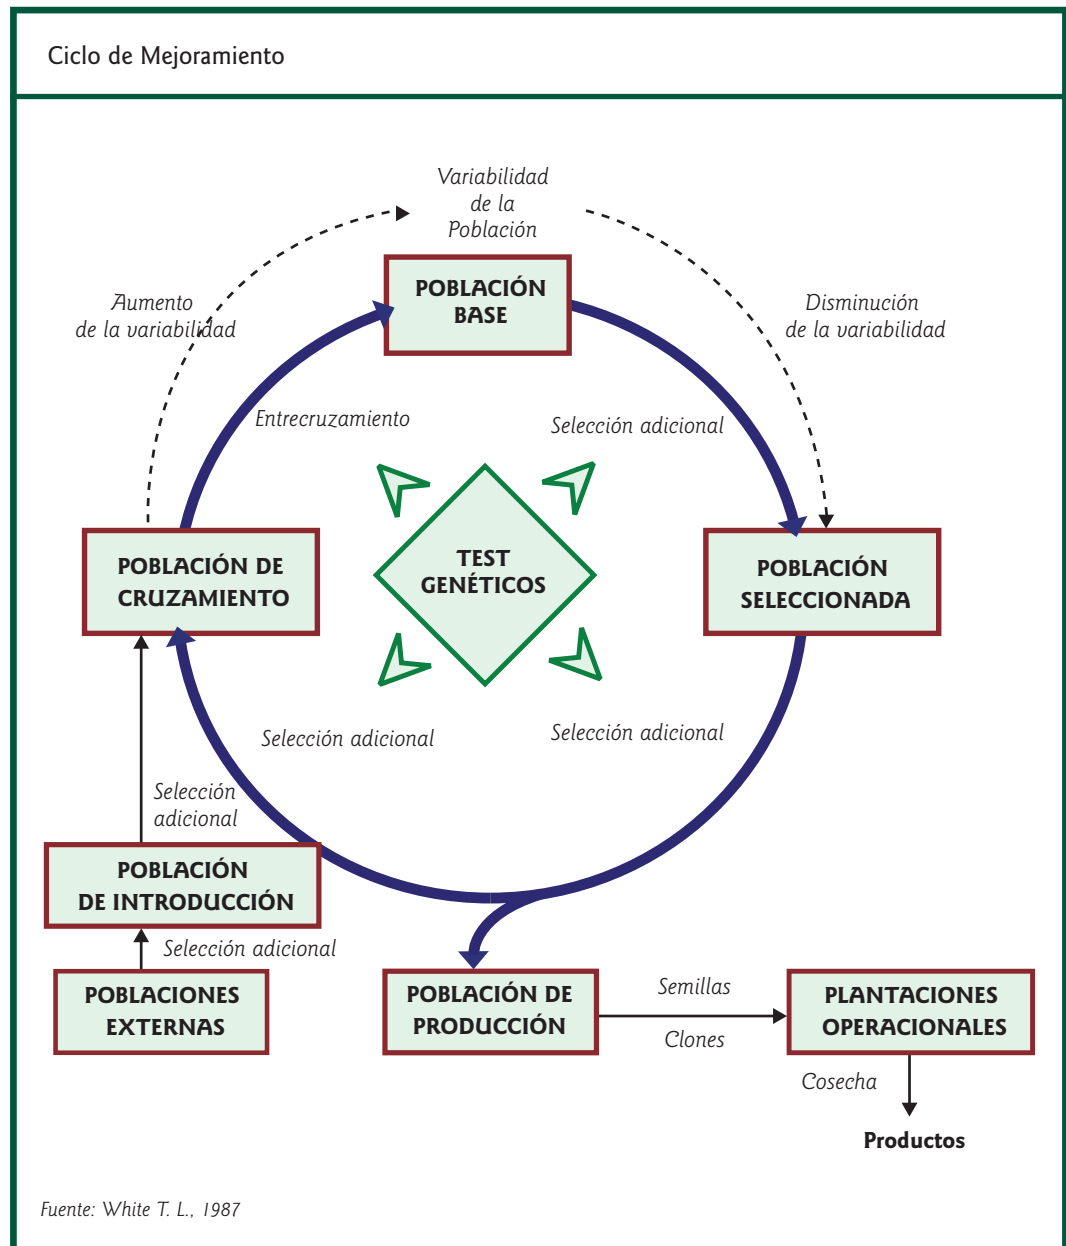 Ciclo de Mejoramiento
Variabilidad
de la
Población
POBLACIÓN
BASE
Aumento
de la variabilidad
Disminución
de la variabilidad
Entrecruzamiento
Selección adicional
POBLACIÓN DE
CRUZAMIENTO
TEST
GENÉTICOS
POBLACIÓN
SELECCIONADA
Selección adicional
Selección adicional
Selección
adicional
POBLACIÓN
DE INTRODUCCIÓN
Selección adicional
POBLACIONES
EXTERNAS
POBLACIÓN DE
PRODUCCIÓN
Semillas
Clones
PLANTACIONES
OPERACIONALES
Cosecha
Productos
Fuente: White T. L., 1987